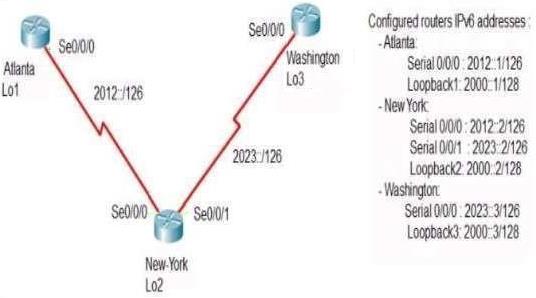 Se0/0/0
Atlanta
Lo1
2012::/126
Se0/0/0
Washington
Lo3
2023::/126
Se0/0/0
Se0/0/1
New-York
Lo2
Configured routers IPv6 addresses :
- Atlanta:
Serial 0/0/0 : 2012::1/126
Loopback1: 2000::1/128
- New York:
Serial 0/0/0 : 2012::2/126
Serial 0/0/1 : 2023::2/126
Loopback2: 2000::2/128
- Washington:
Serial 0/0/0 : 2023::3/126
Loopback3: 2000::3/128